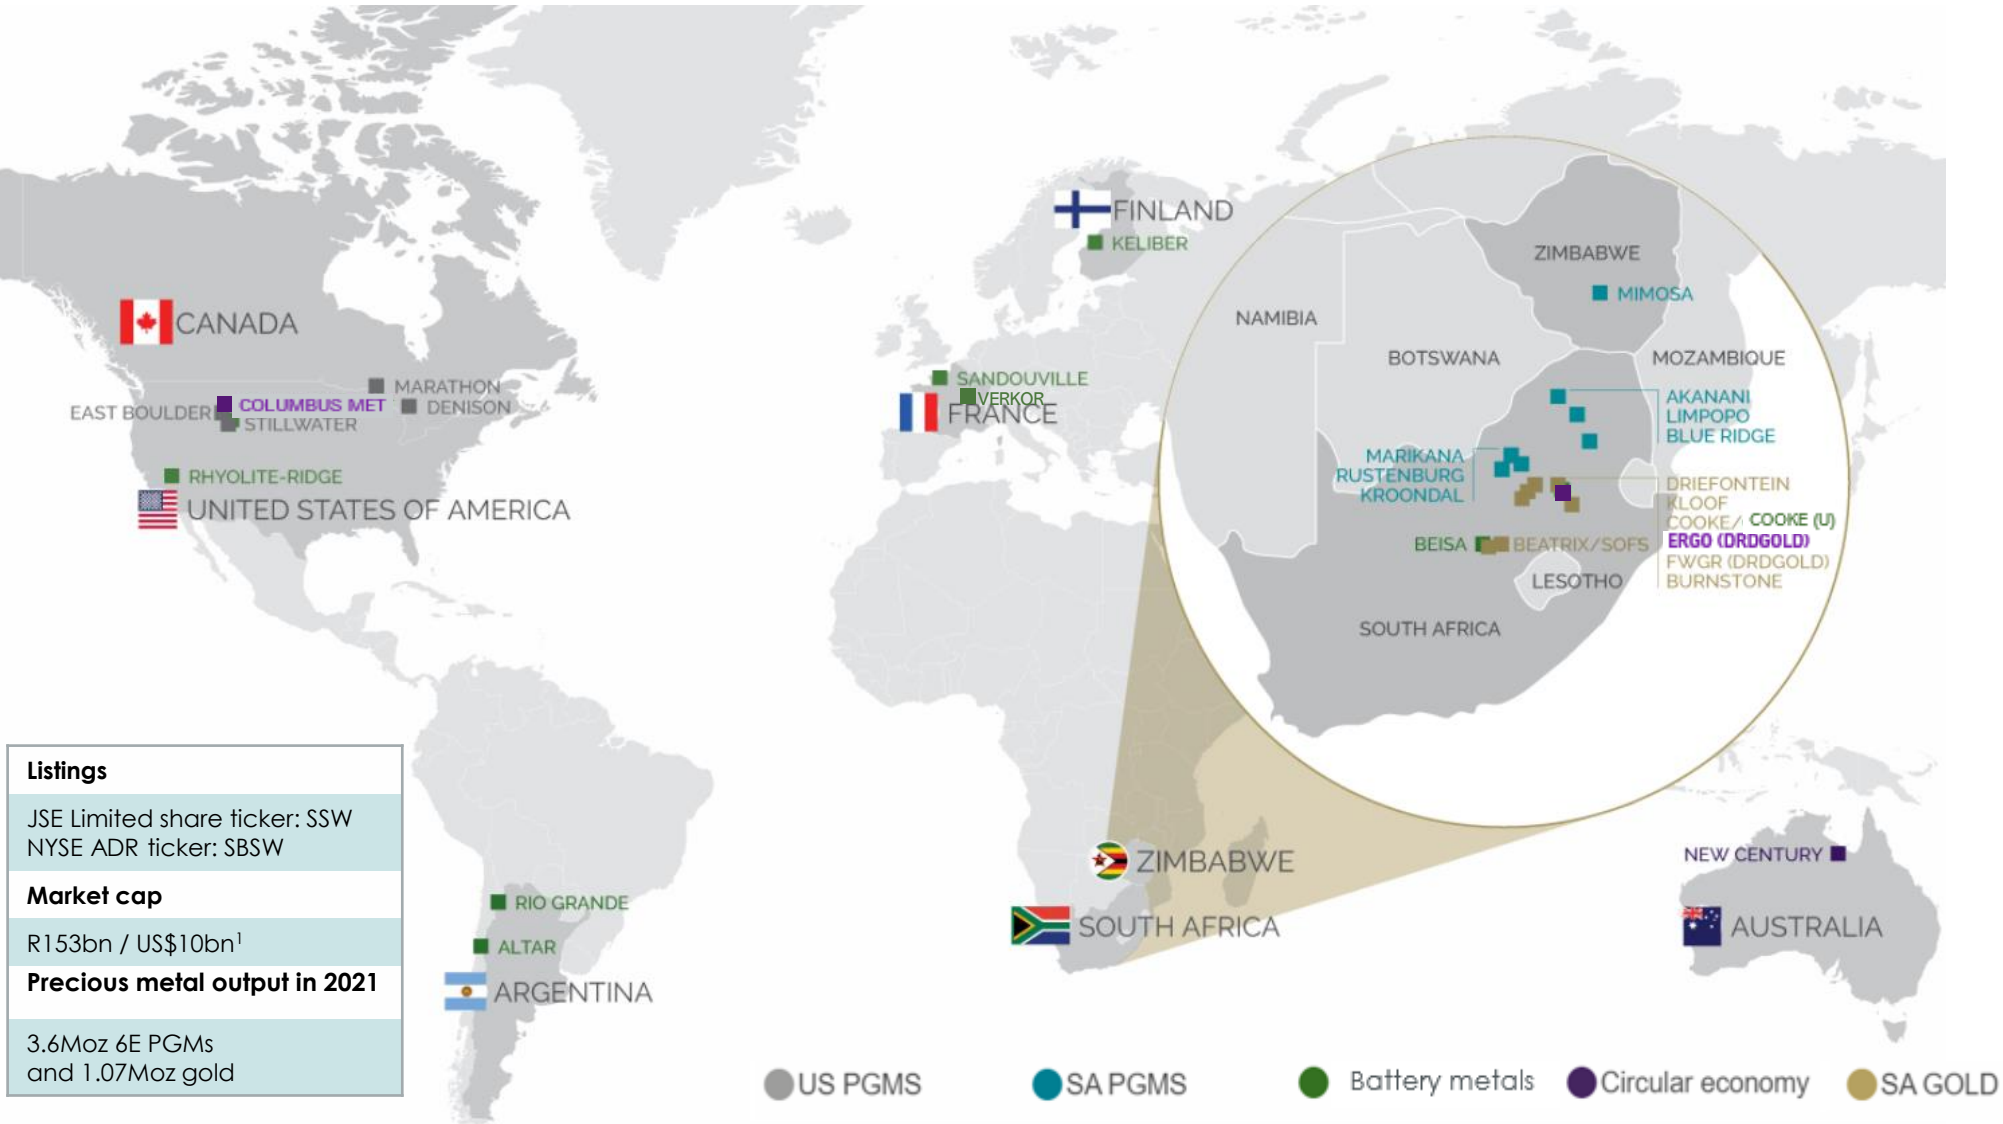 FINLAND
KELIBER
ZIMBABWE
MIMOSA
CANADA
NAMIBIA
BOTSWANA
MOZAMBIQUE
MARATHON
SANDOUVILLE
VERKOR
FRANCE
COLUMBUS MET
DENISON
EAST BOULDER
STILLWATER
AKANANI
LIMPOPO
BLUE RIDGE
MARIKANA
RUSTENBURG
KROONDAL
RHYOLITE-RIDGE
UNITED STATES OF AMERICA
DRIEFONTEIN
KLOOF
COOKE/ COOKE (U)
ERGO (DRDGOLD)
FWGR (DRDGOLD)
BURNSTONE
BEISA
BEATRIX/SOFS
LESOTHO
SOUTH AFRICA
Listings
JSE Limited share ticker: SSW
NYSE ADR ticker: SBSW
Market cap
R153bn / US$10bn1
Precious metal output in 2021
3.6Moz 6E PGMs
and 1.07Moz gold
RIO GRANDE
ALTAR
ARGENTINA
ZIMBABWE
SOUTH AFRICA
NEW CENTURY
AUSTRALIA
US PGMS
SA PGMS
Battery metals
Circular economy
SA GOLD